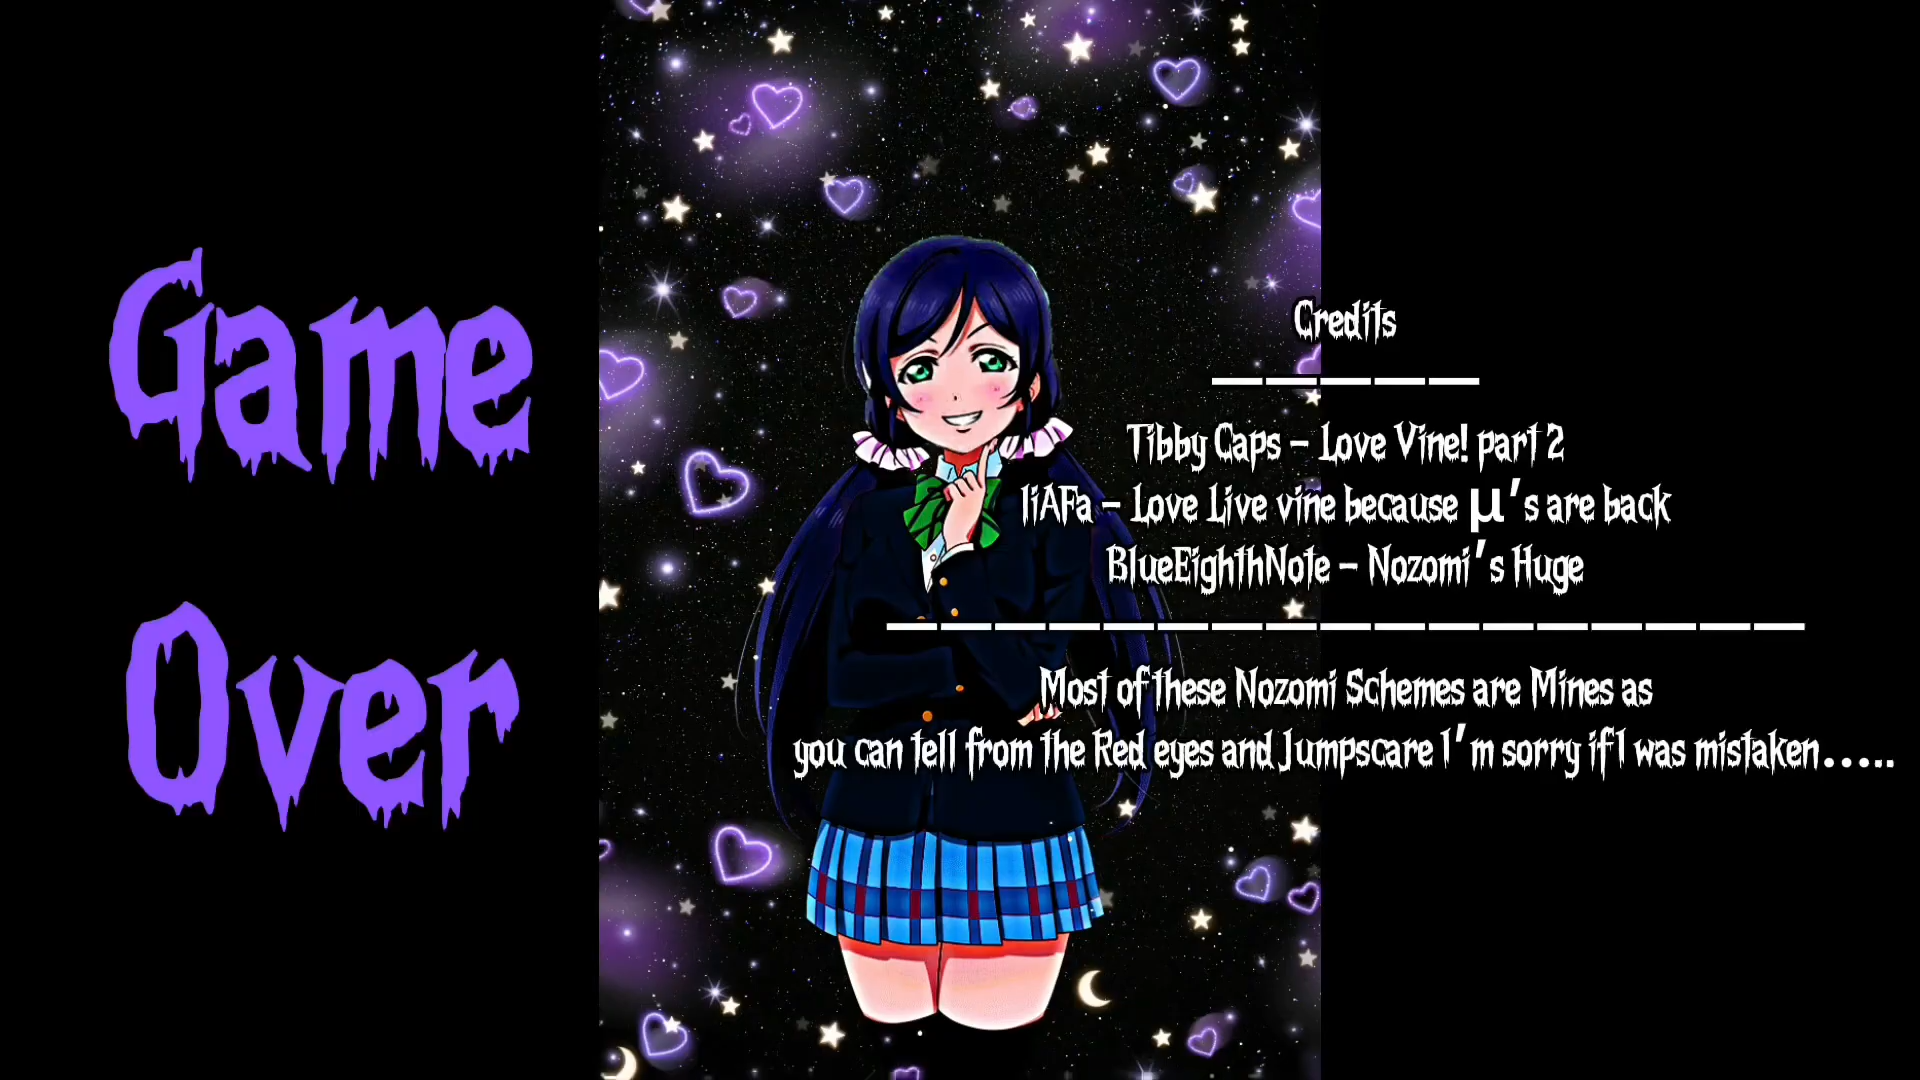 Game
Over
Credits
—————
Tibby Caps - Love Vine! part 2
liAFa - Love Live vine because μ's are back
BlueEighthNote - Nozomi's Huge
—————————————————
Most of these Nozomi Schemes are Mines as
you can tell from the Red eyes and Jumpscare I'm sorry if I was mistaken.....